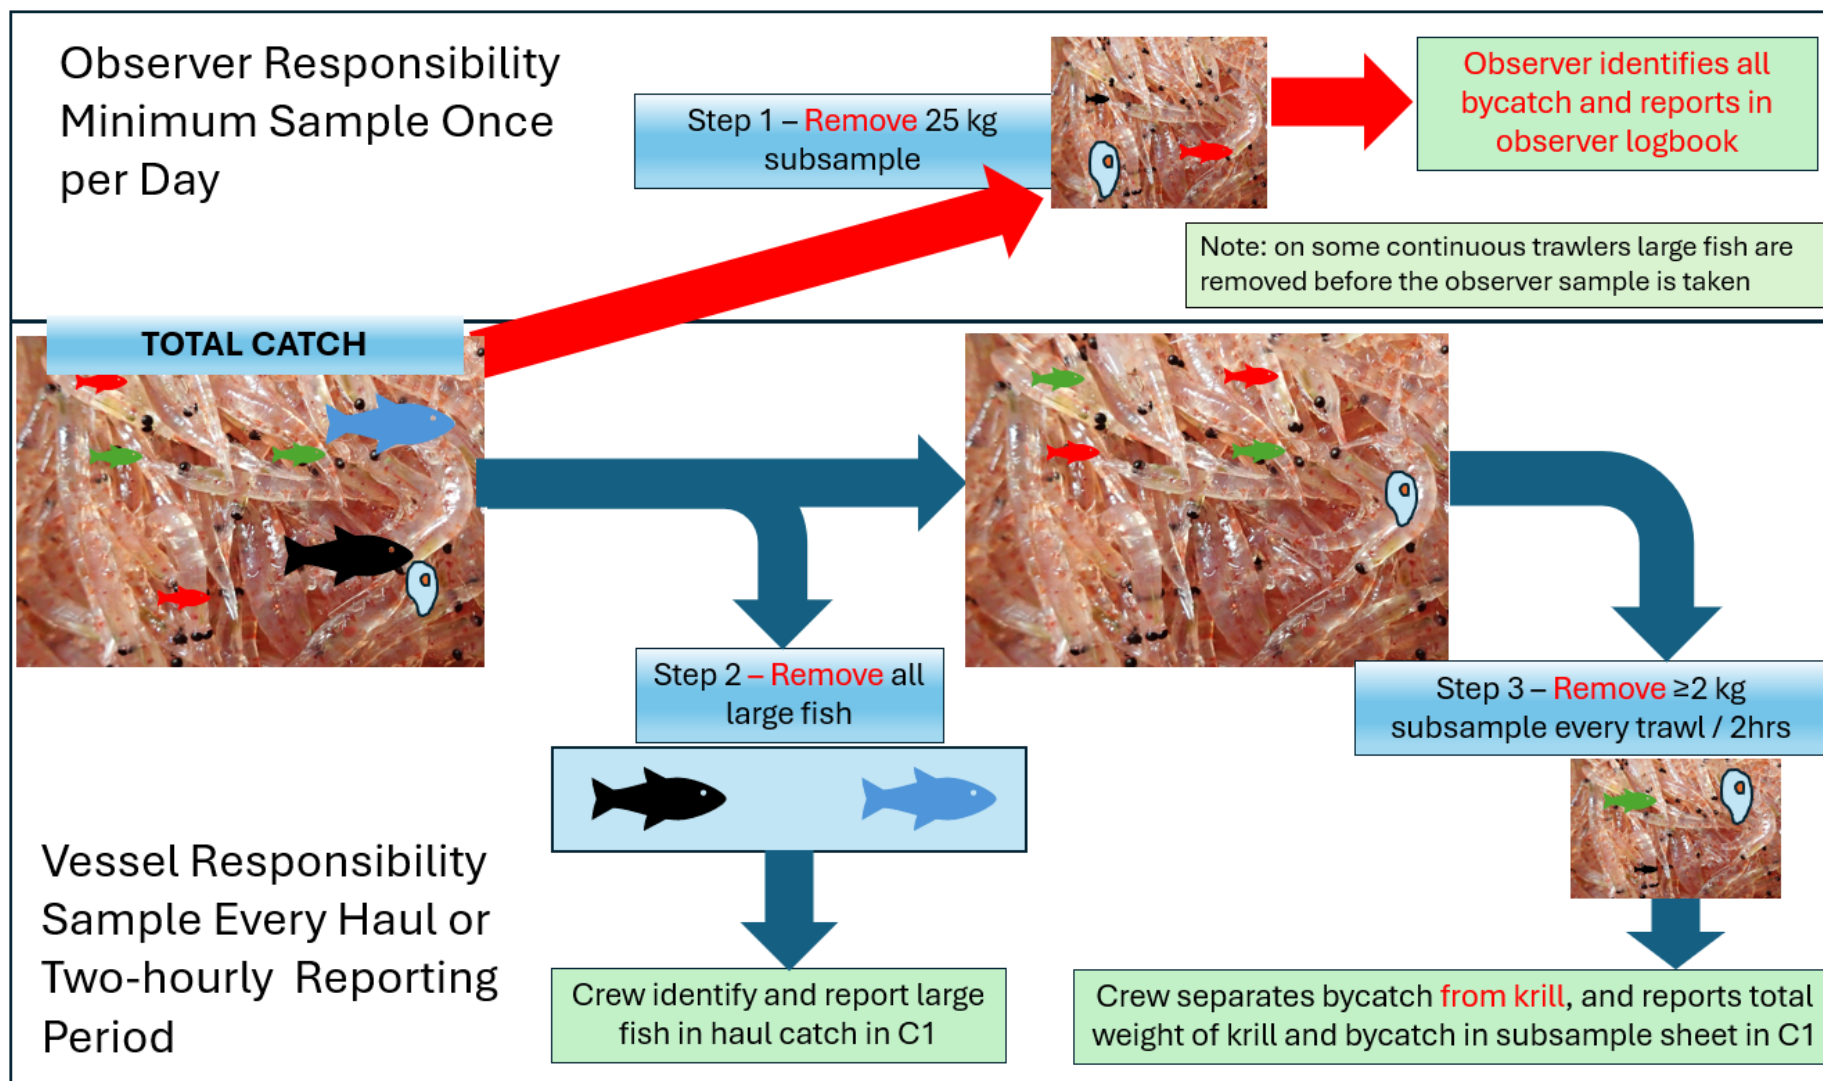 Observer Responsibility
Minimum Sample Once
per Day
Step 1 – Remove 25 kg
subsample
Observer identifies all
bycatch and reports in
observer logbook
Note: on some continuous trawlers large fish are
removed before the observer sample is taken
TOTAL CATCH
Step 2 – Remove all
large fish
Step 3 – Remove ≥2 kg
subsample every trawl / 2hrs
Vessel Responsibility
Sample Every Haul or
Two-hourly  Reporting
Period
Crew identify and report large
fish in haul catch in C1
Crew separates bycatch from krill, and reports total
weight of krill and bycatch in subsample sheet in C1